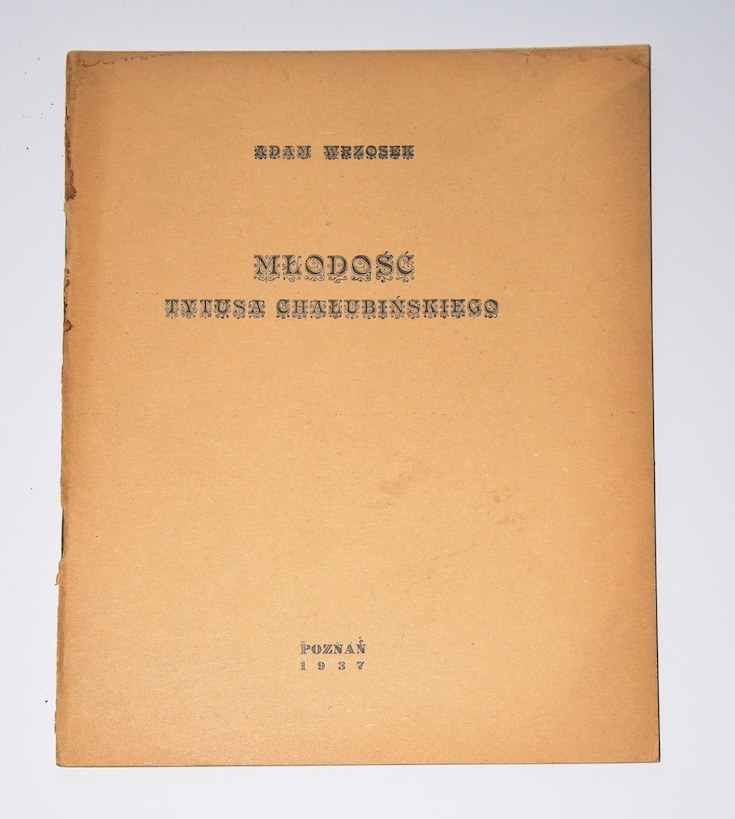 ADAM WRZOSEK
MŁODOŚĆ
TYTUSA CHAŁUBIŃSKIEGO
POZNAŃ
1937